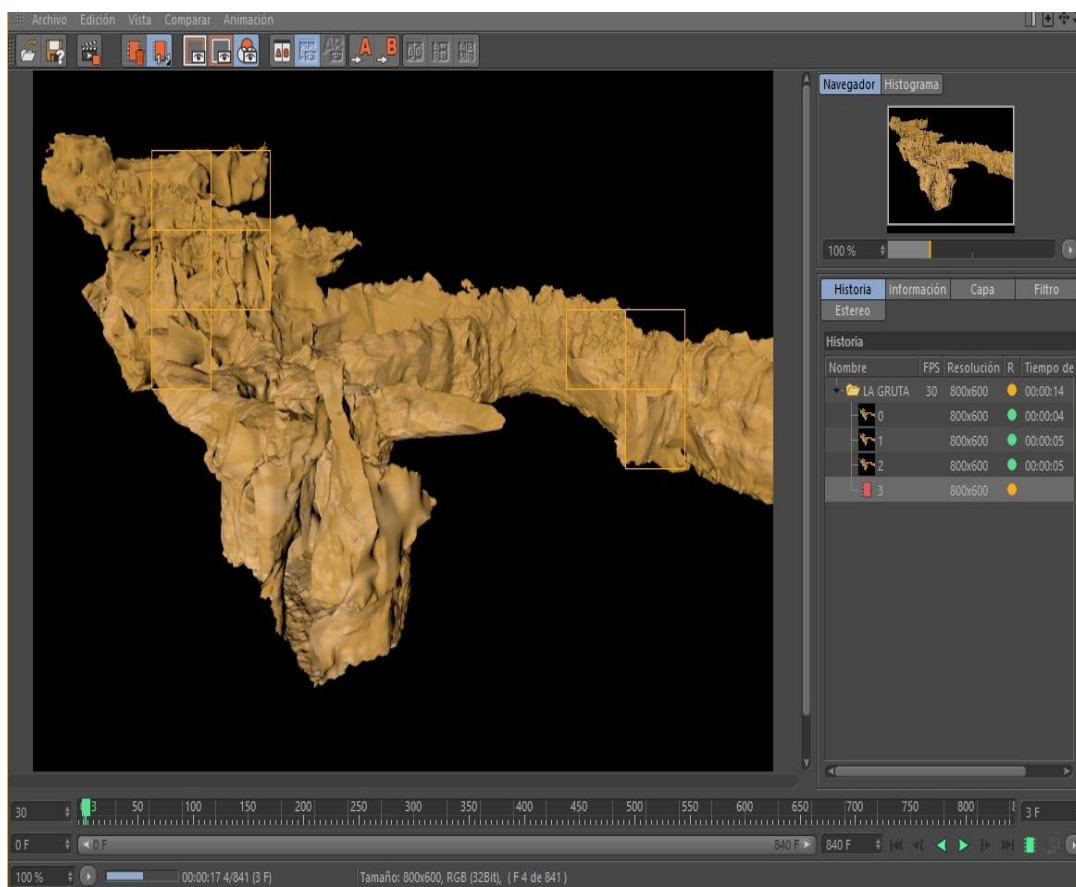 Archivo Edición Vista Comparar Animación
A B
Navegador Histograma
100 %
Historia Información Capa Filtro
Estereo
Historia
Nombre FPS Resolución R Tiempo de
LA GRUTA 30 800x600 00:00:14
0 800x600 00:00:04
1 800x600 00:00:05
2 800x600 00:00:05
3 800x600
30 3 50 100 150 200 250 300 350 400 450 500 550 600 650 700 750 800 3 F
0 F 0 F 840 F 840 F
100 % 00:00:17 4/841 (3 F) Tamaño: 800x600, RGB (32Bit), ( F 4 de 841 )